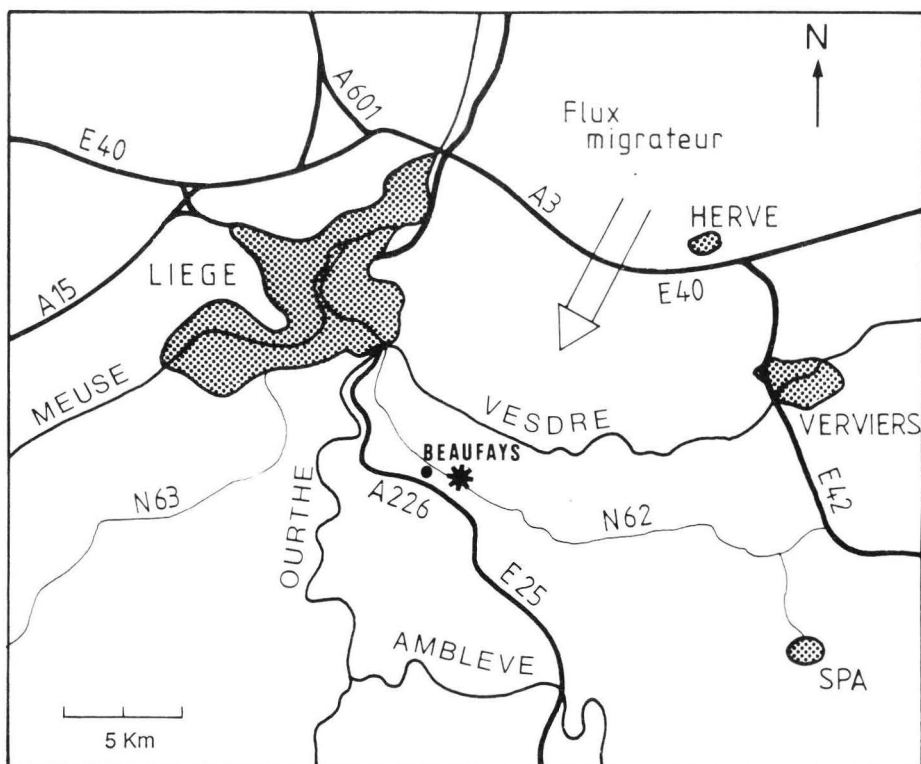 N
A601
E40
Flux
migrateur
A3
HERVE
LIEGE
E40
A15
MEUSE
VESDRE
VERVIERS
BEAUFAYS
A226
N63
OURTHE
N62
E42
E25
AMBLEVE
SPA
5 Km